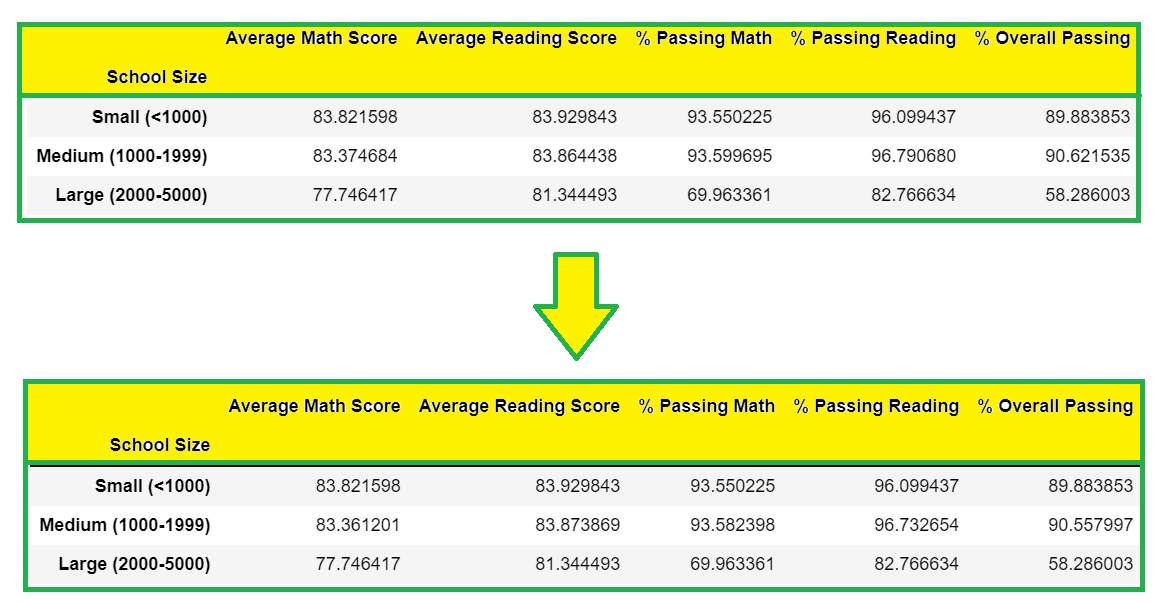 Average Math Score Average Reading Score % Passing Math % Passing Reading % Overall Passing
School Size
Small (<1000) 83.821598 83.929843 93.550225 96.099437 89.883853
Medium (1000-1999) 83.374684 83.864438 93.599695 96.790680 90.621535
Large (2000-5000) 77.746417 81.344493 69.963361 82.766634 58.286003
Average Math Score Average Reading Score % Passing Math % Passing Reading % Overall Passing
School Size
Small (<1000) 83.821598 83.929843 93.550225 96.099437 89.883853
Medium (1000-1999) 83.361201 83.873869 93.582398 96.732654 90.557997
Large (2000-5000) 77.746417 81.344493 69.963361 82.766634 58.286003